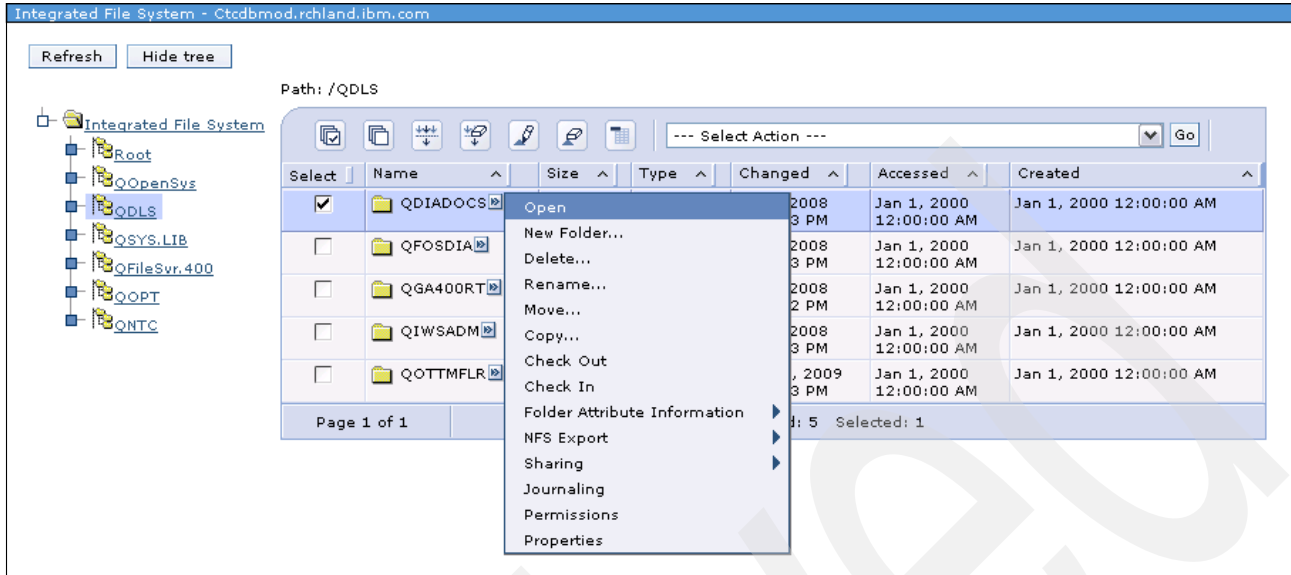 Integrated File System - Ctcdbmod.rchland.ibm.com
Refresh Hide tree
Path: /QDLS
Integrated File System
Root
QOpenSys
QDLS
QSYS.LIB
QFileSvr.400
QOPT
QNTC
--- Select Action --- Go
Select Name Size Type Changed Accessed Created
QDIADOCS 2008 Jan 1, 2000 Jan 1, 2000 12:00:00 AM
3 PM 12:00:00 AM
QFOSDIA 2008 Jan 1, 2000 Jan 1, 2000 12:00:00 AM
3 PM 12:00:00 AM
QGA400RT 2008 Jan 1, 2000 Jan 1, 2000 12:00:00 AM
2 PM 12:00:00 AM
QIWSADM 2008 Jan 1, 2000 Jan 1, 2000 12:00:00 AM
3 PM 12:00:00 AM
QOTTMFLR , 2009 Jan 1, 2000 Jan 1, 2000 12:00:00 AM
3 PM 12:00:00 AM
Page 1 of 1 : 5 Selected: 1
Open
New Folder...
Delete...
Rename...
Move...
Copy...
Check Out
Check In
Folder Attribute Information
NFS Export
Sharing
Journaling
Permissions
Properties